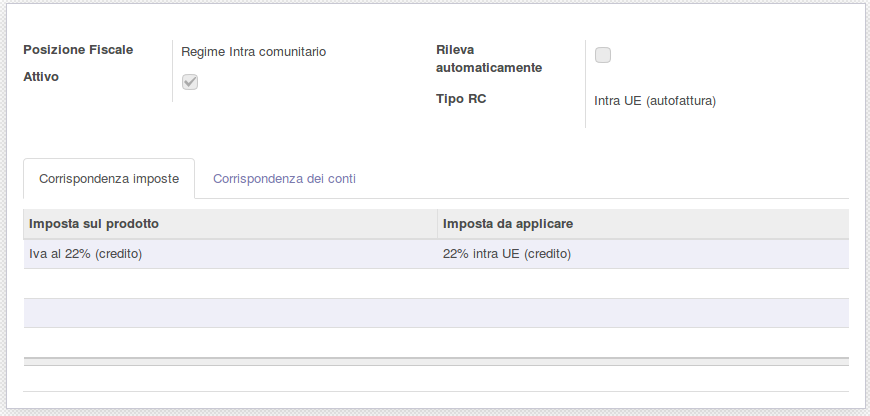 Posizione Fiscale
Regime Intra comunitario
Attivo
Rileva
automaticamente
Tipo RC
Intra UE (autofattura)
Corrispondenza imposte
Corrispondenza dei conti
Imposta sul prodotto
Imposta da applicare
Iva al 22% (credito)
22% intra UE (credito)